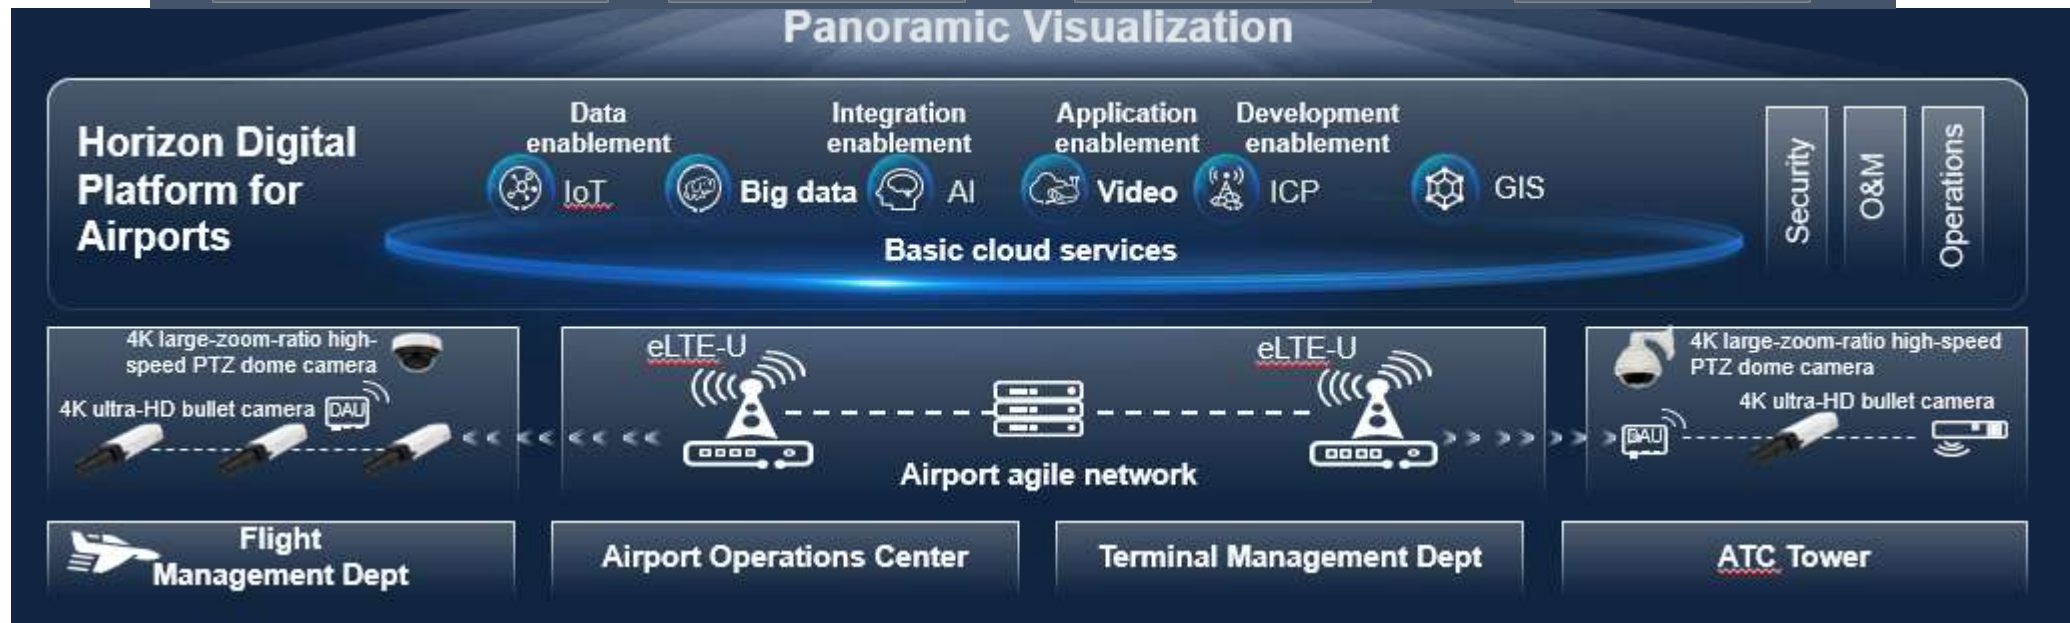 Panoramic Visualization
Horizon Digital
Platform for
Airports
Data
enablement
Integration
enablement
Application
enablement
Development
enablement
IoT
Big data
AI
Video
ICP
GIS
Basic cloud services
Security
O&M
Operations
4K large-zoom-ratio high-
speed PTZ dome camera
4K ultra-HD bullet camera
DAU
eLTE-U
eLTE-U
Airport agile network
4K large-zoom-ratio high-speed
PTZ dome camera
4K ultra-HD bullet camera
DAU
Flight
Management Dept
Airport Operations Center
Terminal Management Dept
ATC Tower